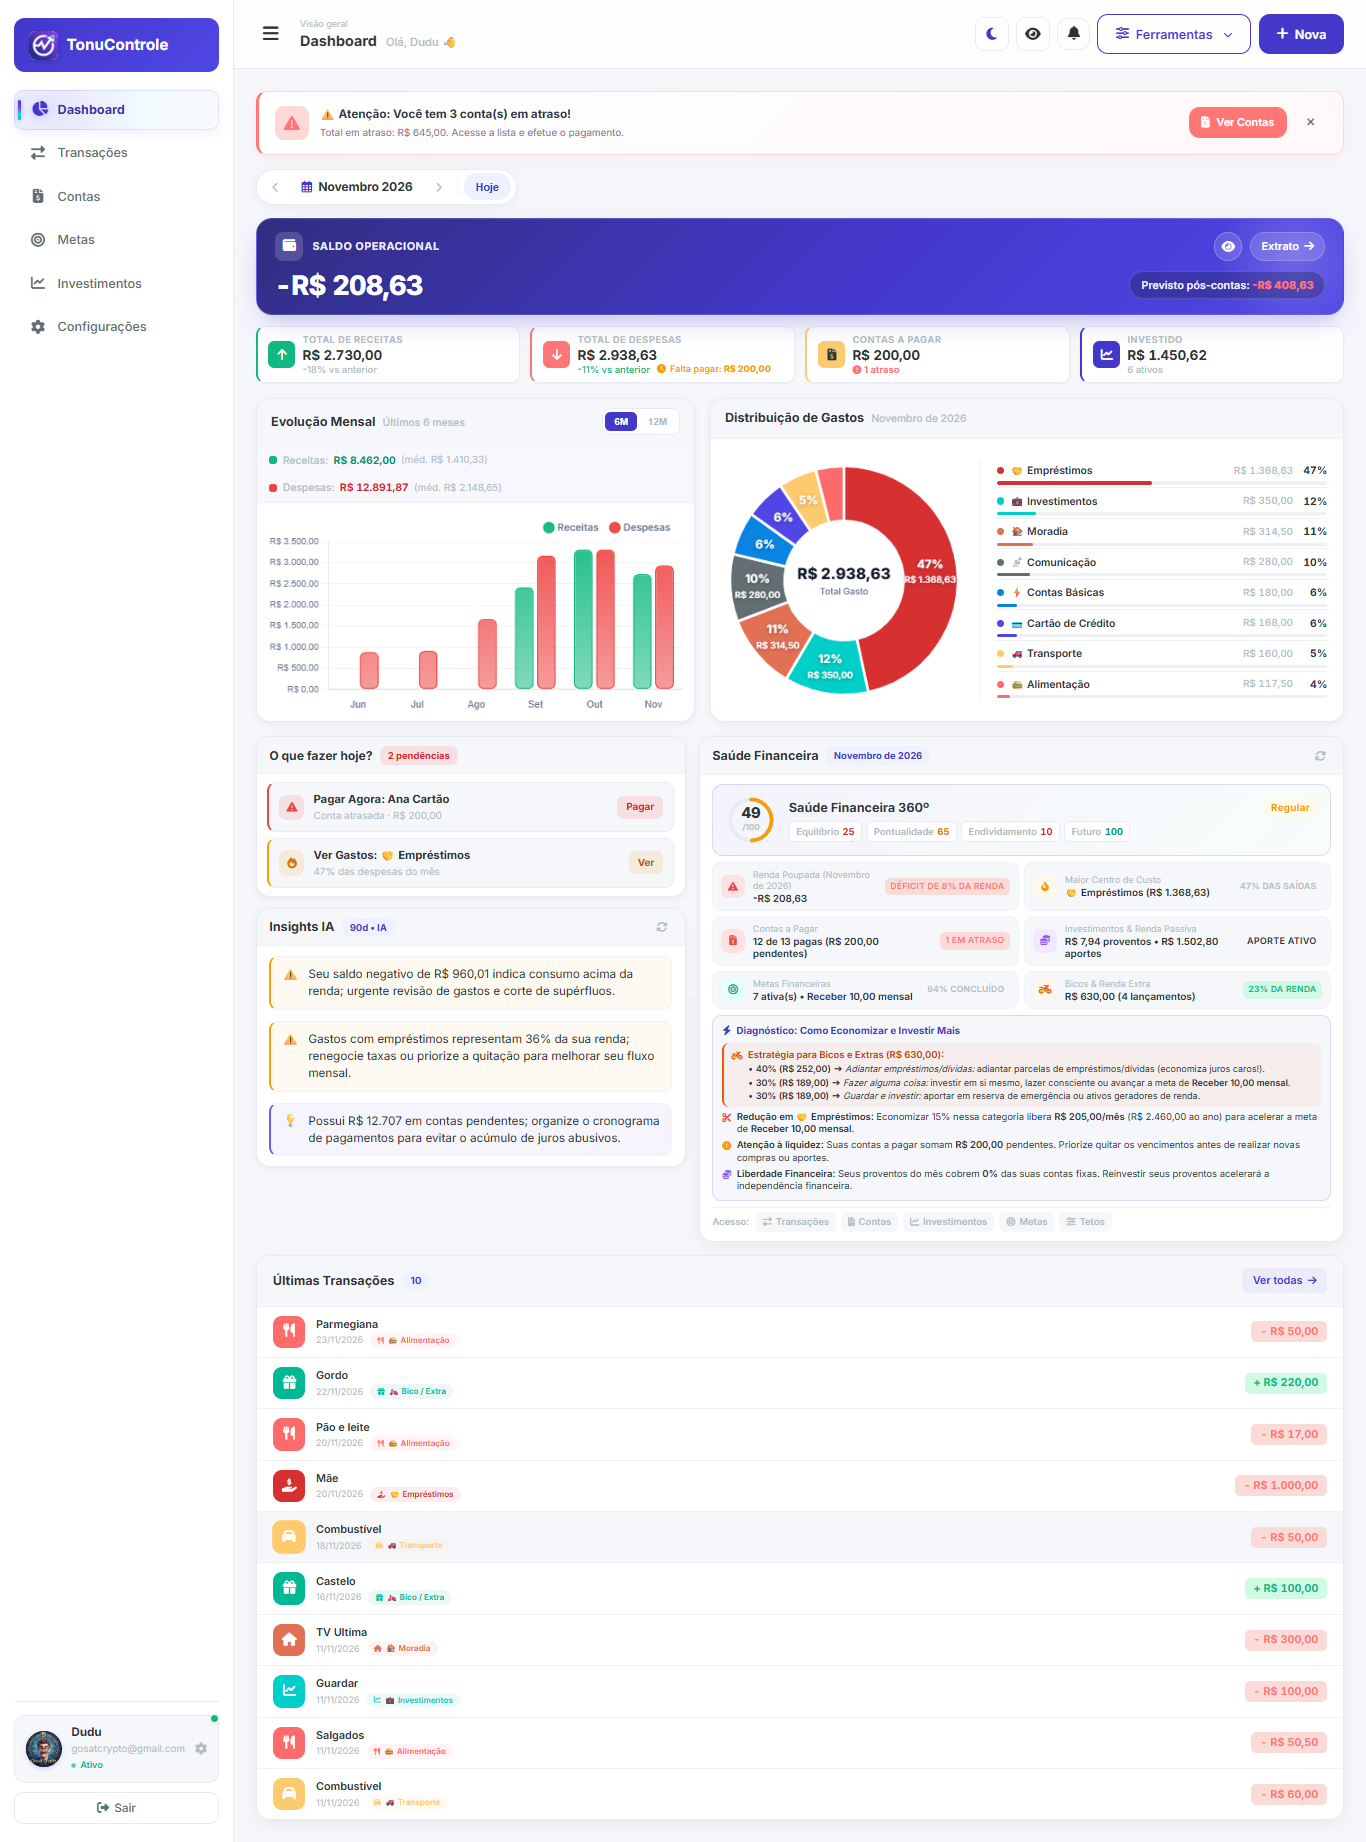 TonuControle
Dashboard
Transações
Contas
Metas
Investimentos
Configurações
Dudu
gosatcrypto@gmail.com
Ativo
Sair
Visão geral
Dashboard Olá, Dudu 👋
Ferramentas
+ Nova
⚠️ Atenção: Você tem 3 conta(s) em atraso!
Total em atraso: R$ 645,00. Acesse a lista e efetue o pagamento.
Ver Contas
×
Novembro 2026
Hoje
SALDO OPERACIONAL
-R$ 208,63
Extrato →
Previsto pós-contas: -R$ 408,63
TOTAL DE RECEITAS
R$ 2.730,00
-18% vs anterior
TOTAL DE DESPESAS
R$ 2.938,63
-11% vs anterior Falta pagar: R$ 200,00
CONTAS A PAGAR
R$ 200,00
1 atraso
INVESTIDO
R$ 1.450,62
6 ativos
Evolução Mensal Últimos 6 meses
6M 12M
Receitas: R$ 8.462,00 (méd. R$ 1.410,33)
Despesas: R$ 12.891,87 (méd. R$ 2.148,65)
Receitas Despesas
R$ 3.500,00
R$ 3.000,00
R$ 2.500,00
R$ 2.000,00
R$ 1.500,00
R$ 1.000,00
R$ 500,00
R$ 0,00
Jun Jul Ago Set Out Nov
Distribuição de Gastos Novembro de 2026
5%
6%
6%
10%
R$ 280,00
11%
R$ 314,50
12%
R$ 350,00
47%
R$ 1.368,63
R$ 2.938,63
Total Gasto
Empréstimos R$ 1.368,63 47%
Investimentos R$ 350,00 12%
Moradia R$ 314,50 11%
Comunicação R$ 280,00 10%
Contas Básicas R$ 180,00 6%
Cartão de Crédito R$ 168,00 6%
Transporte R$ 160,00 5%
Alimentação R$ 117,50 4%
O que fazer hoje? 2 pendências
Pagar Agora: Ana Cartão
Conta atrasada · R$ 200,00
Pagar
Ver Gastos: 🤝 Empréstimos
47% das despesas do mês
Ver
Insights IA 90d • IA
Seu saldo negativo de R$ 960,01 indica consumo acima da
renda; urgente revisão de gastos e corte de supérfluos.
Gastos com empréstimos representam 36% da sua renda;
renegocie taxas ou priorize a quitação para melhorar seu fluxo
mensal.
Possui R$ 12.707 em contas pendentes; organize o cronograma
de pagamentos para evitar o acúmulo de juros abusivos.
Saúde Financeira Novembro de 2026
49
/100
Saúde Financeira 360º
Regular
Equilíbrio 25 Pontualidade 65 Endividamento 10 Futuro 100
Renda Poupada (Novembro
de 2026)
-R$ 208,63
DÉFICIT DE 8% DA RENDA
Maior Centro de Custo
🤝 Empréstimos (R$ 1.368,63)
47% DAS SAÍDAS
Contas a Pagar
12 de 13 pagas (R$ 200,00
pendentes)
1 EM ATRASO
Investimentos & Renda Passiva
R$ 7,94 proventos • R$ 1.502,80
aportes
APORTE ATIVO
Metas Financeiras
7 ativa(s) • Receber 10,00 mensal
64% CONCLUÍDO
Bicos & Renda Extra
R$ 630,00 (4 lançamentos)
23% DA RENDA
Diagnóstico: Como Economizar e Investir Mais
Estratégia para Bicos e Extras (R$ 630,00):
• 40% (R$ 252,00) → Adiantar empréstimos/dívidas: adiantar parcelas de empréstimos/dívidas (economiza juros caros!).
• 30% (R$ 189,00) → Fazer alguma coisa: investir em si mesmo, lazer consciente ou avançar a meta de Receber 10,00 mensal.
• 30% (R$ 189,00) → Guardar e investir: aportar em reserva de emergência ou ativos geradores de renda.
Redução em 🤝 Empréstimos: Economizar 15% nessa categoria libera R$ 205,00/mês (R$ 2.460,00 ao ano) para acelerar a meta
de Receber 10,00 mensal.
Atenção à liquidez: Suas contas a pagar somam R$ 200,00 pendentes. Priorize quitar os vencimentos antes de realizar novas
compras ou aportes.
Liberdade Financeira: Seus proventos do mês cobrem 0% das suas contas fixas. Reinvestir seus proventos acelerará a
independência financeira.
Acesso: Transações Contas Investimentos Metas Tetos
Últimas Transações 10
Ver todas →
Parmegiana
23/11/2026 Alimentação
- R$ 50,00
Gordo
22/11/2026 Bico / Extra
+ R$ 220,00
Pão e leite
20/11/2026 Alimentação
- R$ 17,00
Mãe
20/11/2026 Empréstimos
- R$ 1.000,00
Combustível
18/11/2026 Transporte
- R$ 50,00
Castelo
16/11/2026 Bico / Extra
+ R$ 100,00
TV Ultima
11/11/2026 Moradia
- R$ 300,00
Guardar
11/11/2026 Investimentos
- R$ 100,00
Salgados
11/11/2026 Alimentação
- R$ 50,50
Combustível
11/11/2026 Transporte
- R$ 60,00